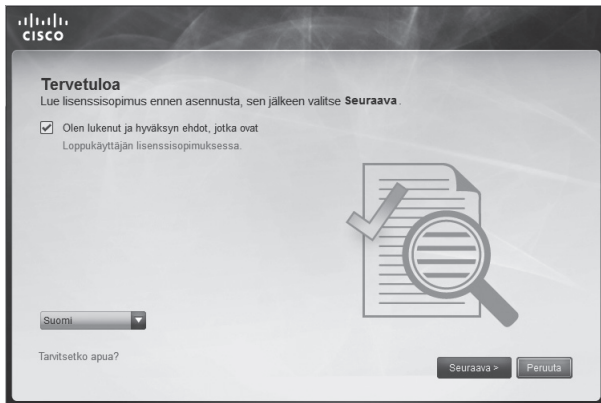 CISCO
Tervetuloa
Lue lisenssisopimus ennen asennusta, sen jälkeen valitse Seuraava.
Olen lukenut ja hyväksyn ehdot, jotka ovat
Loppukäyttäjän lisenssisopimuksessa.
Suomi
Tarvitsetko apua?
Seuraava >
Peruuta